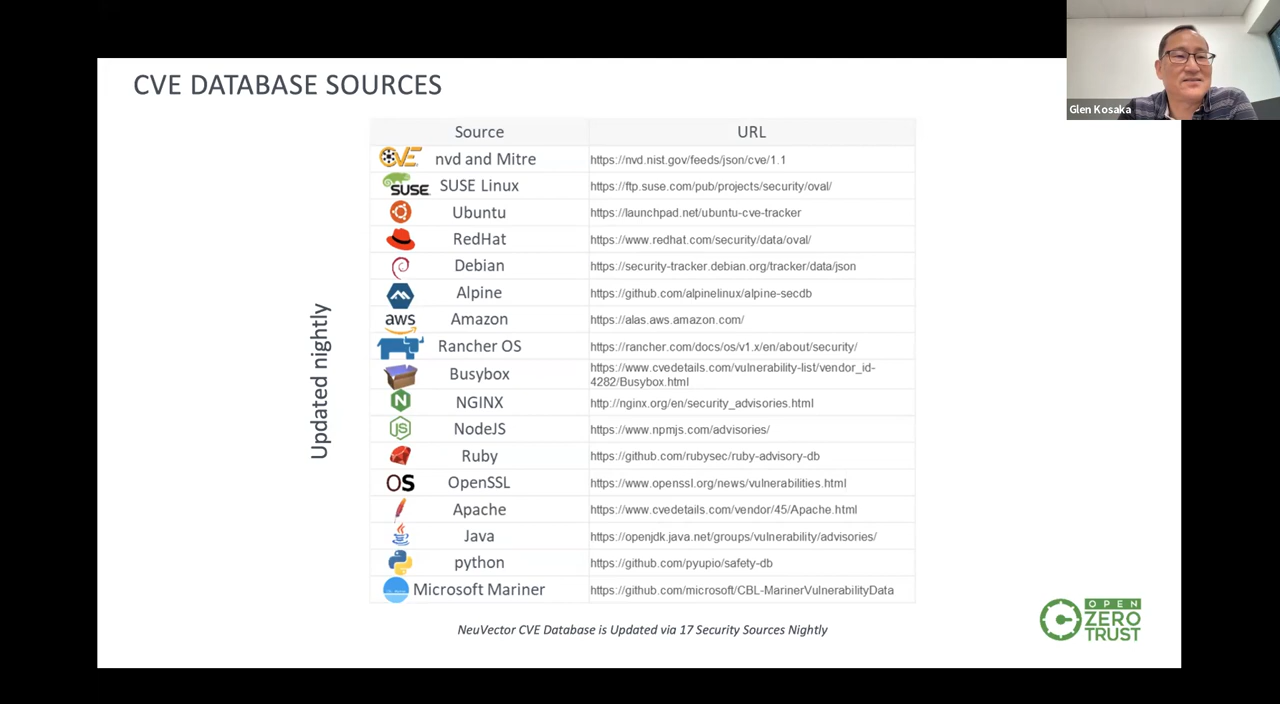 CVE DATABASE SOURCES
Glen Kosaka
Source URL
CVE nvd and Mitre https://nvd.nist.gov/feeds/json/cve/1.1
SUSE SUSE Linux https://ftp.suse.com/pub/projects/security/oval/
Ubuntu https://launchpad.net/ubuntu-cve-tracker
RedHat https://www.redhat.com/security/data/oval/
Debian https://security-tracker.debian.org/tracker/data/json
Alpine https://github.com/alpinelinux/alpine-secdb
aws Amazon https://alas.aws.amazon.com/
Rancher OS https://rancher.com/docs/os/v1.x/en/about/security/
Busybox https://www.cvedetails.com/vulnerability-list/vendor_id-
4282/Busybox.html
N NGINX http://nginx.org/en/security_advisories.html
JS NodeJS https://www.npmjs.com/advisories/
Ruby https://github.com/rubysec/ruby-advisory-db
OS OpenSSL https://www.openssl.org/news/vulnerabilities.html
Apache https://www.cvedetails.com/vendor/45/Apache.html
Java https://openjdk.java.net/groups/vulnerability/advisories/
python https://github.com/pyupio/safety-db
Microsoft Mariner https://github.com/microsoft/CBL-MarinerVulnerabilityData
Updated nightly
NeuVector CVE Database is Updated via 17 Security Sources Nightly
OPEN
ZERO
TRUST